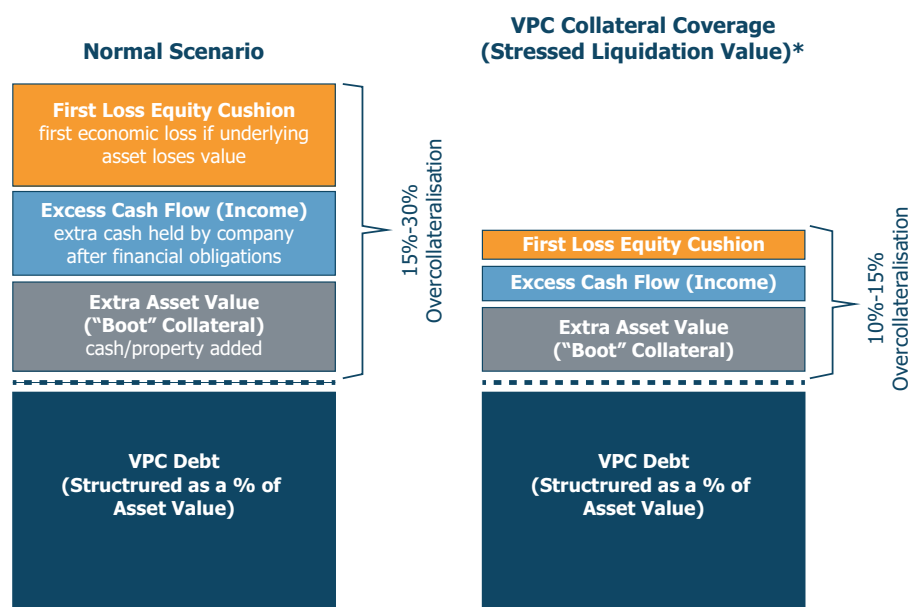 Normal Scenario
First Loss Equity Cushion
first economic loss if underlying
asset loses value
Excess Cash Flow (Income)
extra cash held by company
after financial obligations
Extra Asset Value
(“Boot” Collateral)
cash/property added
15%-30%
Overcollateralisation
VPC Debt
(Structrured as a % of
Asset Value)
VPC Collateral Coverage
(Stressed Liquidation Value)*
First Loss Equity Cushion
Excess Cash Flow (Income)
Extra Asset Value
(“Boot” Collateral)
10%-15%
Overcollateralisation
VPC Debt
(Structrured as a % of
Asset Value)